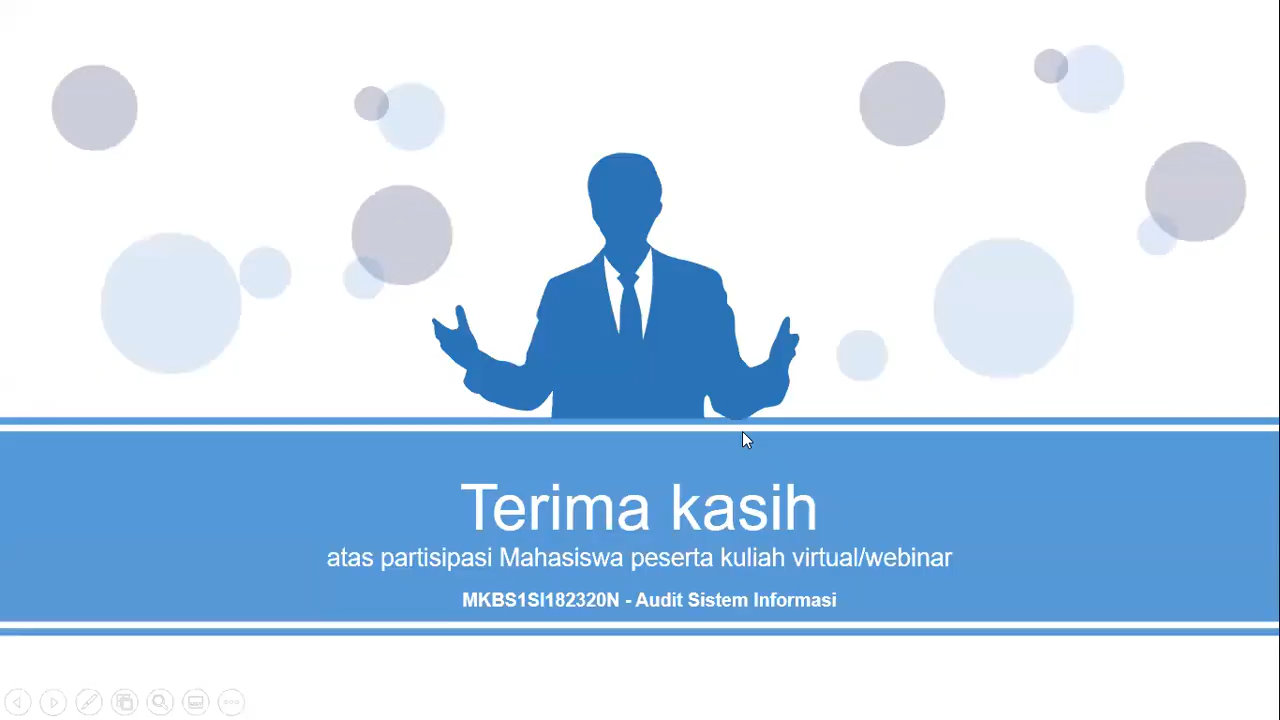 Terima kasih
atas partisipasi Mahasiswa peserta kuliah virtual/webinar
MKBS1SI182320N - Audit Sistem Informasi